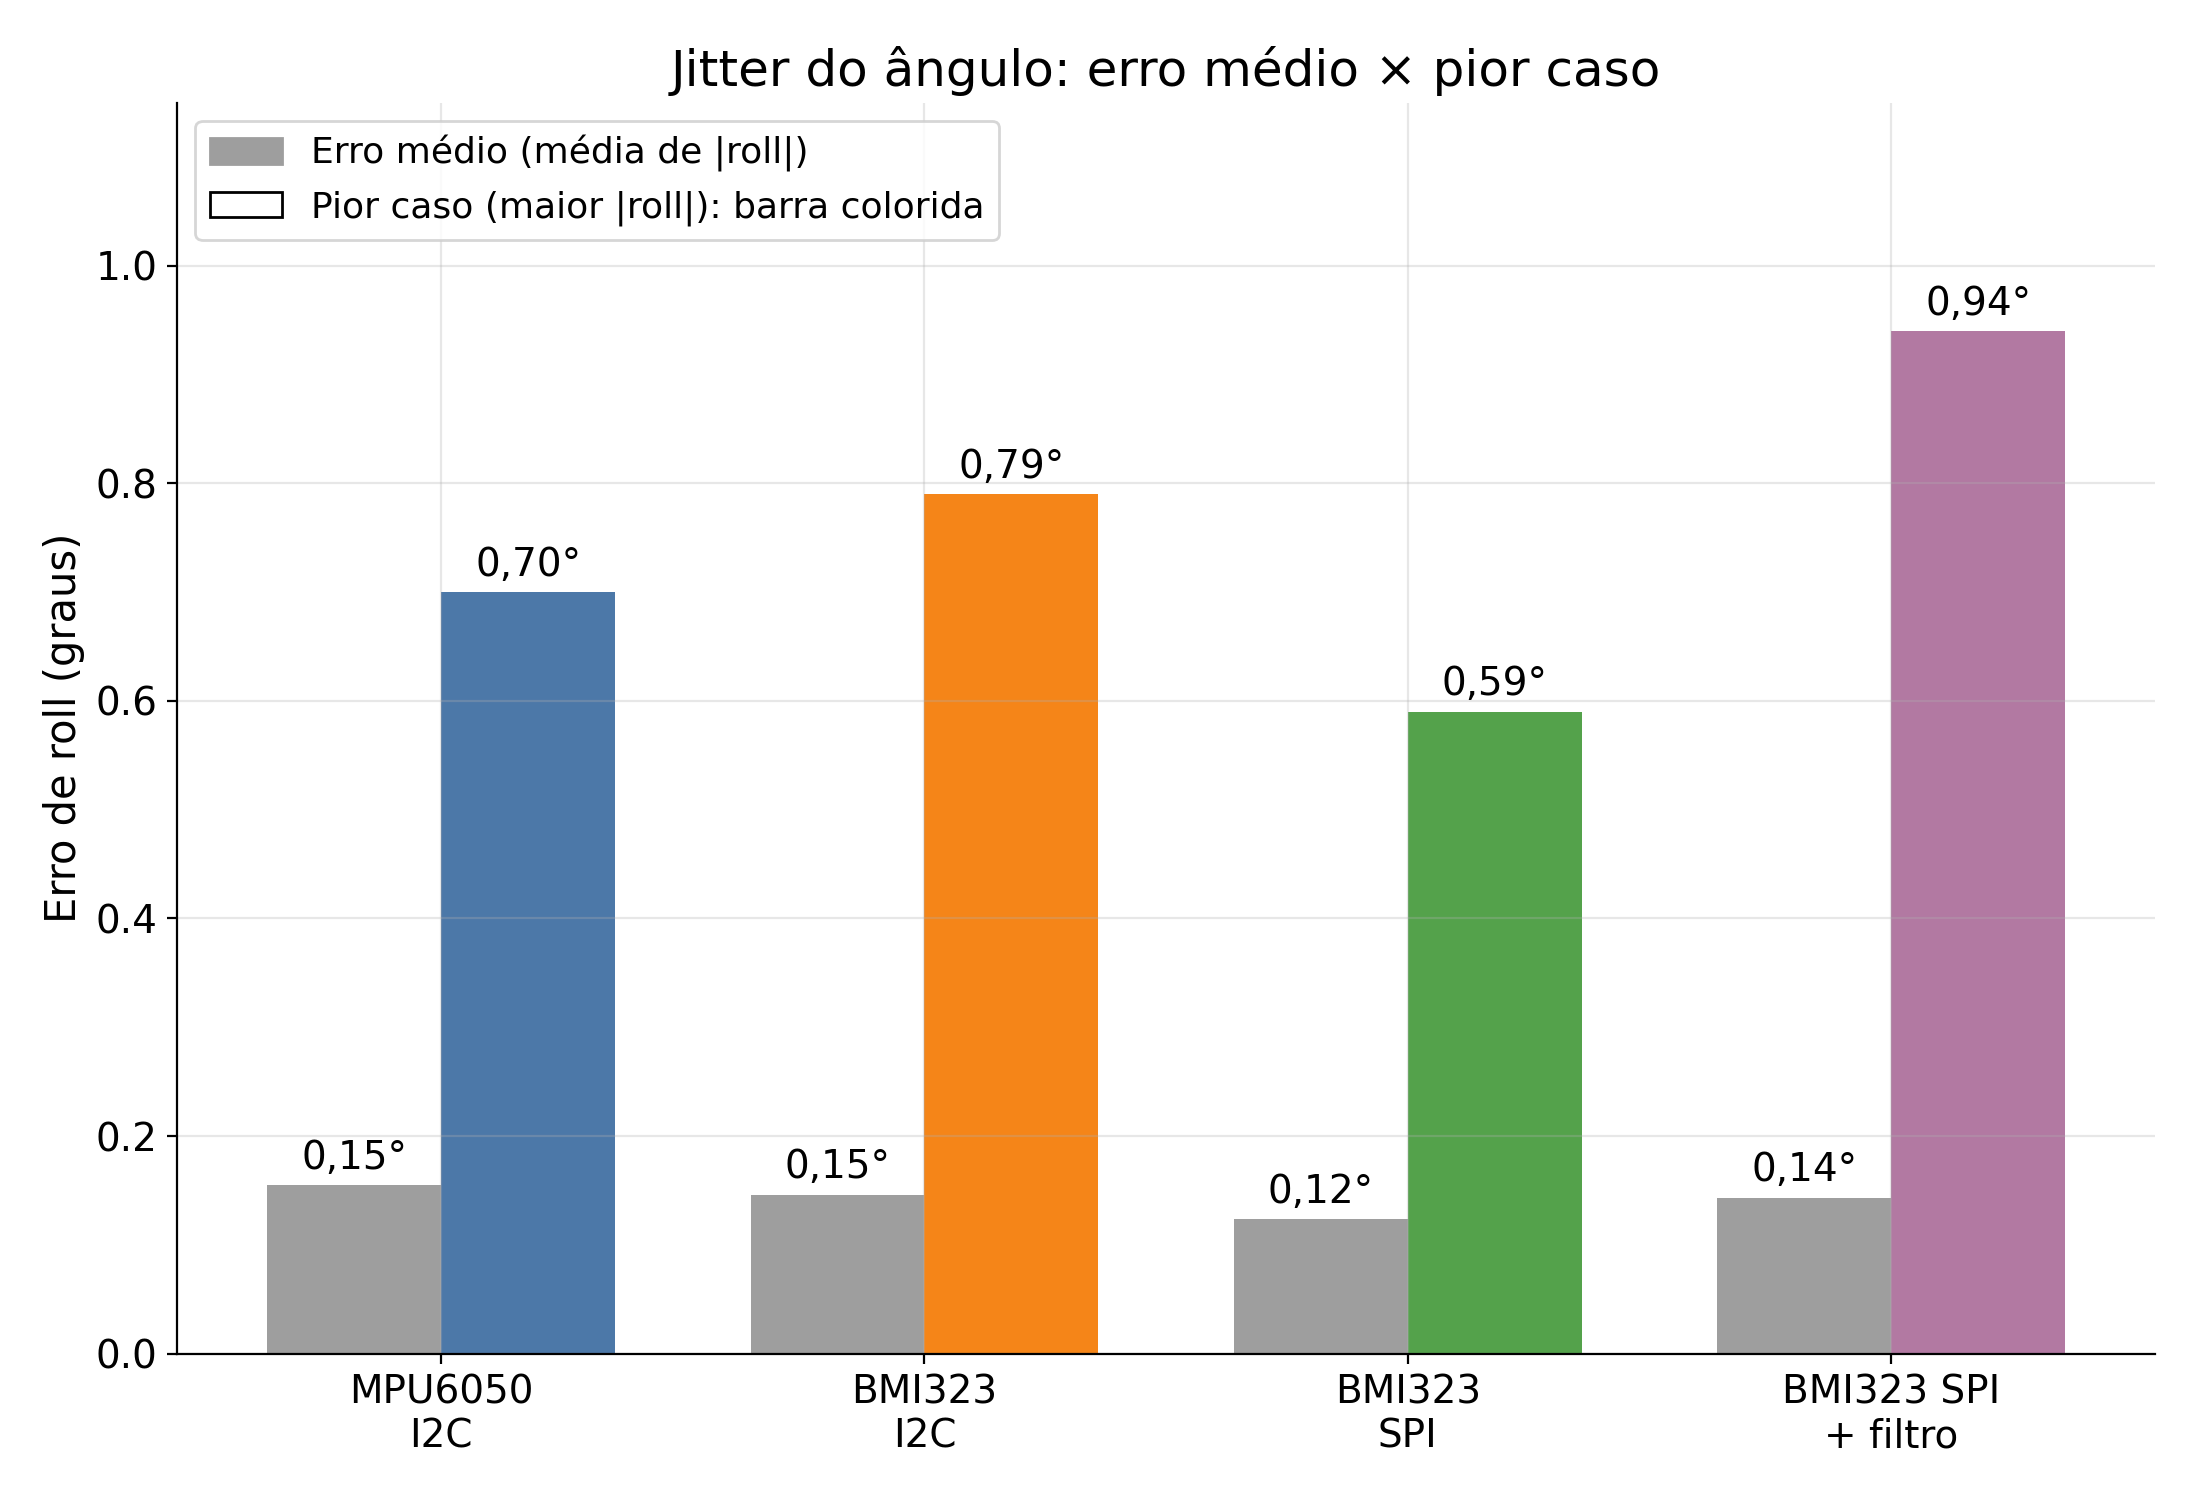 Jitter do ângulo: erro médio × pior caso
Erro médio (média de |roll|)
Pior caso (maior |roll|): barra colorida
Erro de roll (graus)
1.0
0.8
0.6
0.4
0.2
0.0
0,15°
0,70°
0,15°
0,79°
0,12°
0,59°
0,14°
0,94°
MPU6050
I2C
BMI323
I2C
BMI323
SPI
BMI323 SPI
+ filtro